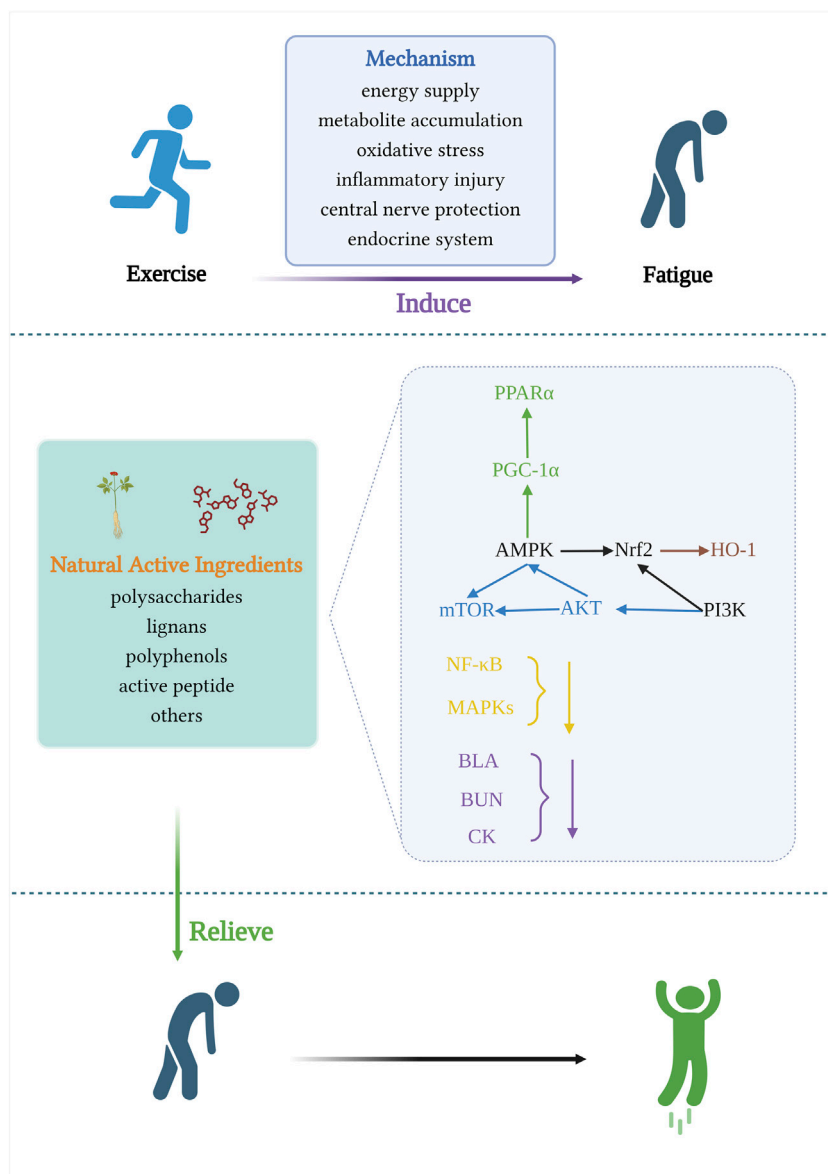 Mechanism
energy supply
metabolite accumulation
oxidative stress
inflammatory injury
central nerve protection
endocrine system
Exercise
Fatigue
Induce
Natural Active Ingredients
polysaccharides
lignans
polyphenols
active peptide
others
PPARα
PGC-1α
AMPK
Nrf2
HO-1
mTOR
AKT
PI3K
NF-κB
MAPKs
BLA
BUN
CK
Relieve